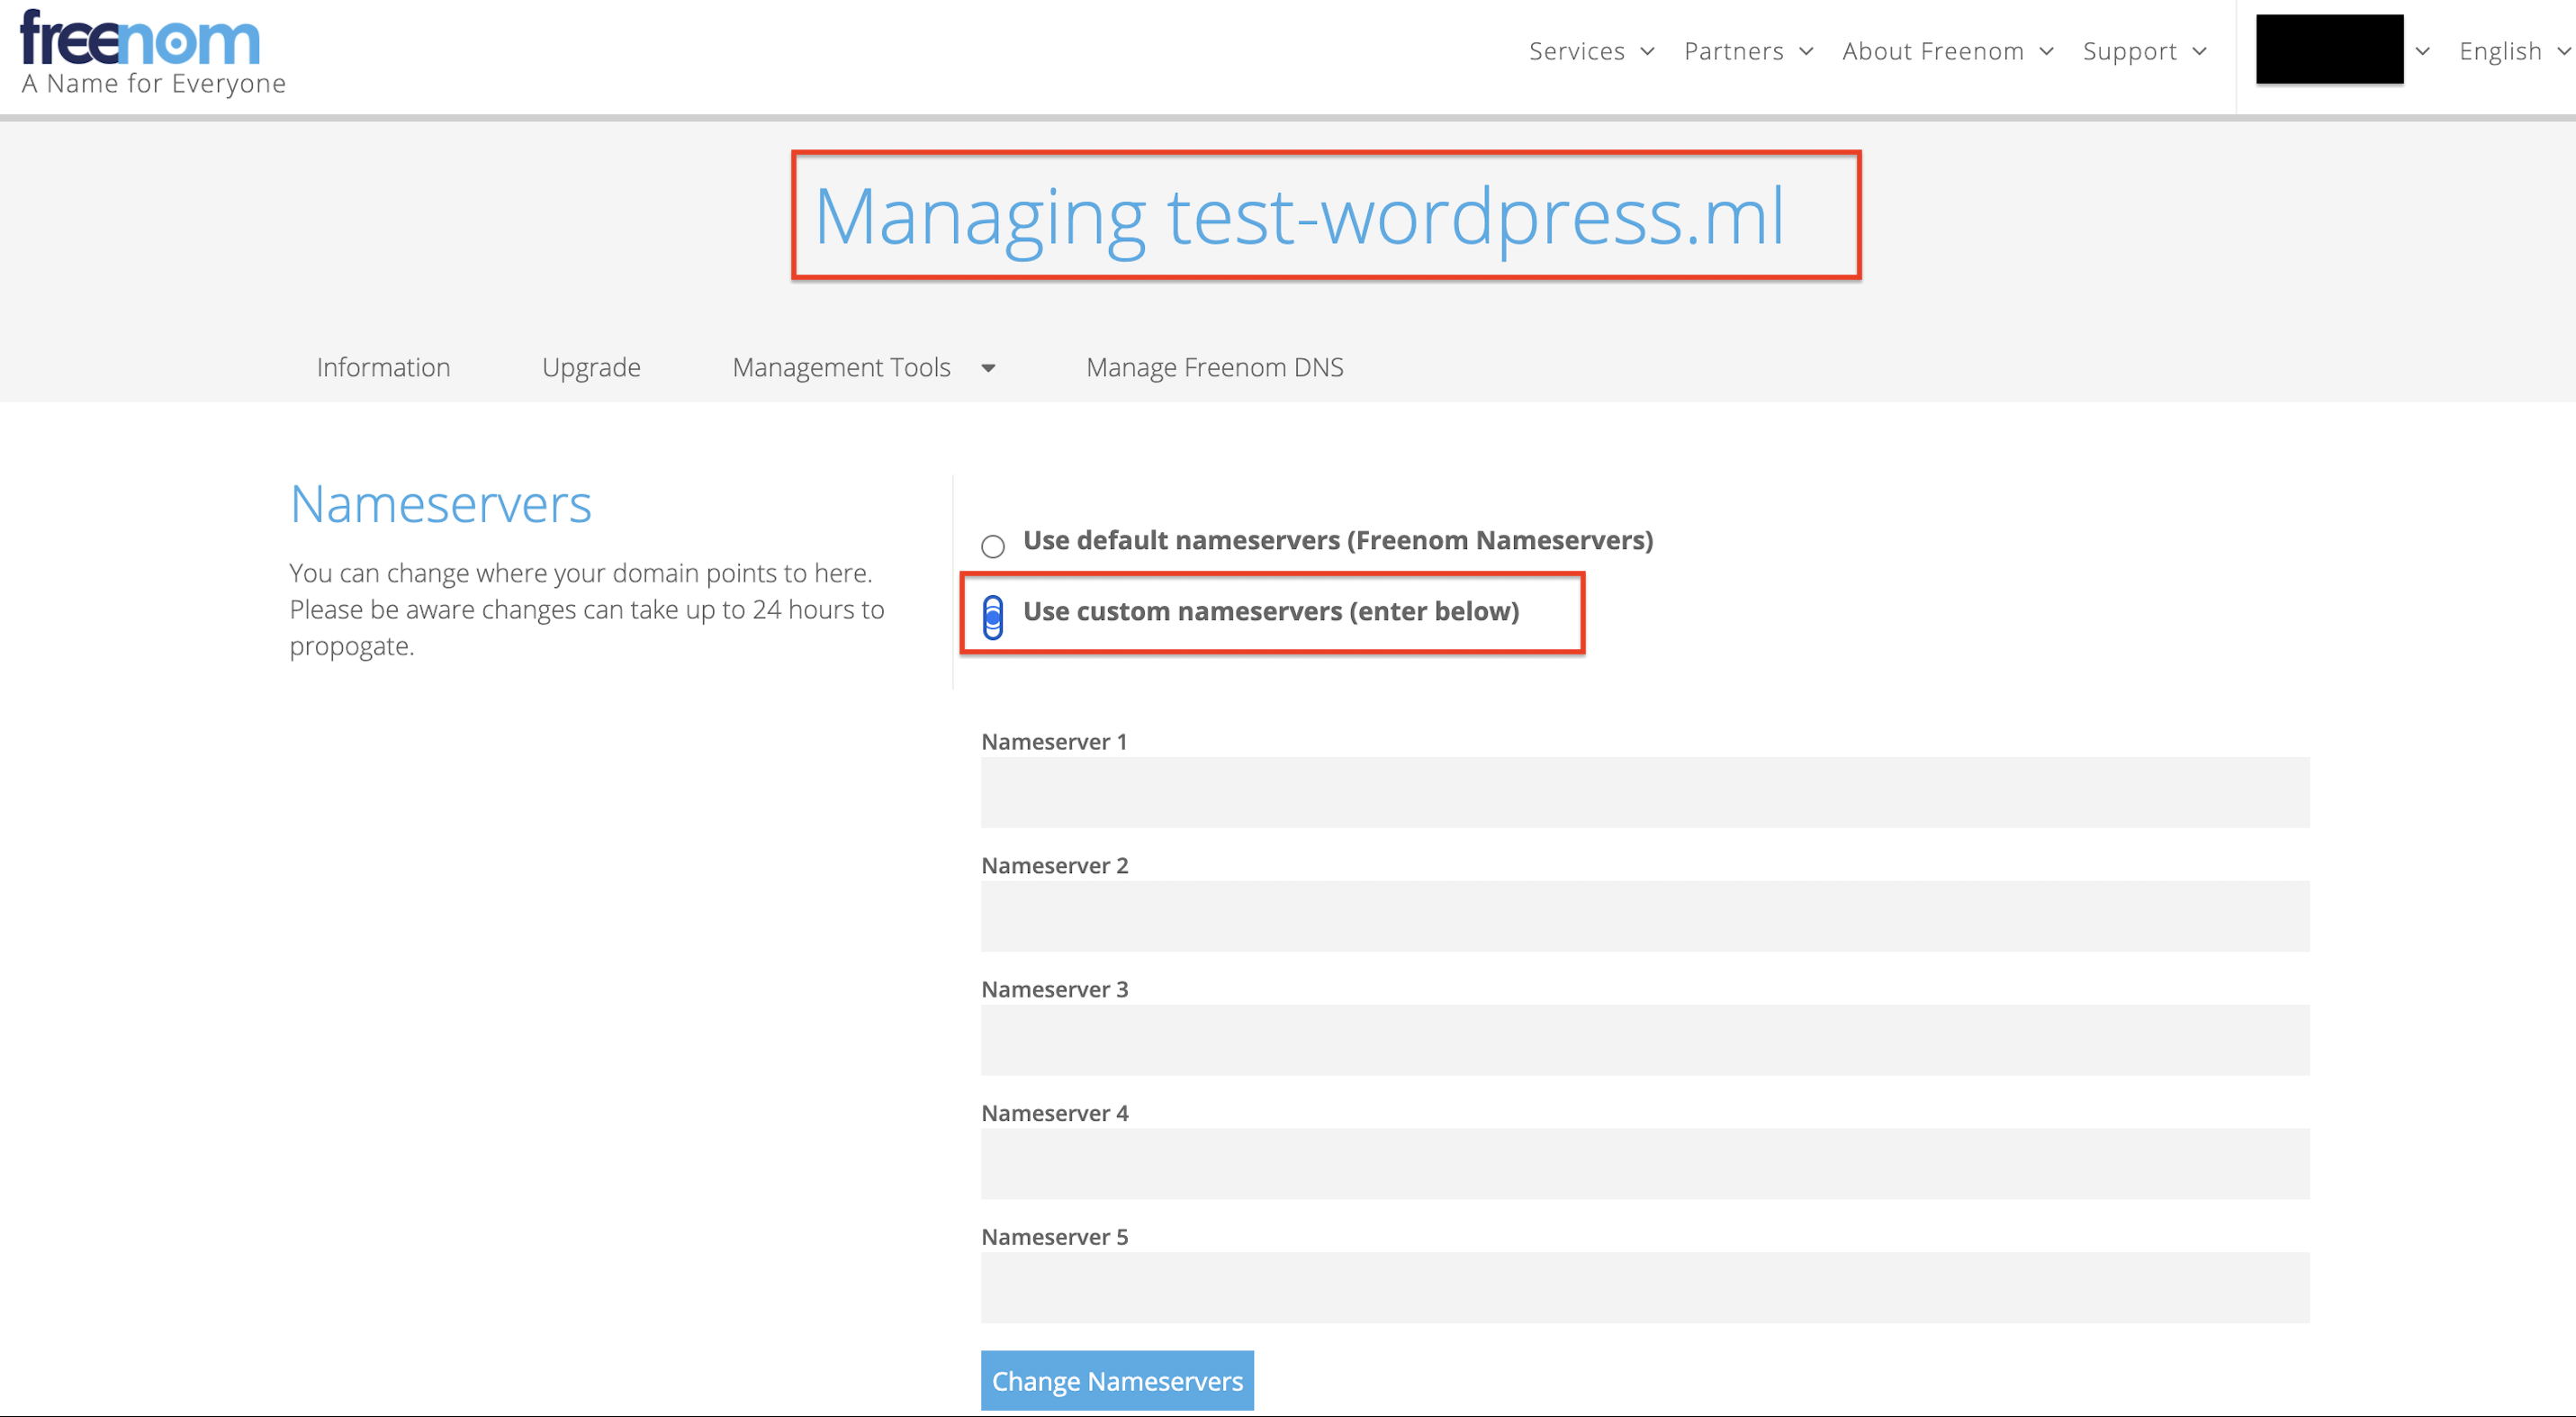 freenom
A Name for Everyone
Services
Partners
About Freenom
Support
English
Managing test-wordpress.ml
Information
Upgrade
Management Tools
Manage Freenom DNS
Nameservers
You can change where your domain points to here.
Please be aware changes can take up to 24 hours to
propogate.
Use default nameservers (Freenom Nameservers)
Use custom nameservers (enter below)
Nameserver 1
Nameserver 2
Nameserver 3
Nameserver 4
Nameserver 5
Change Nameservers